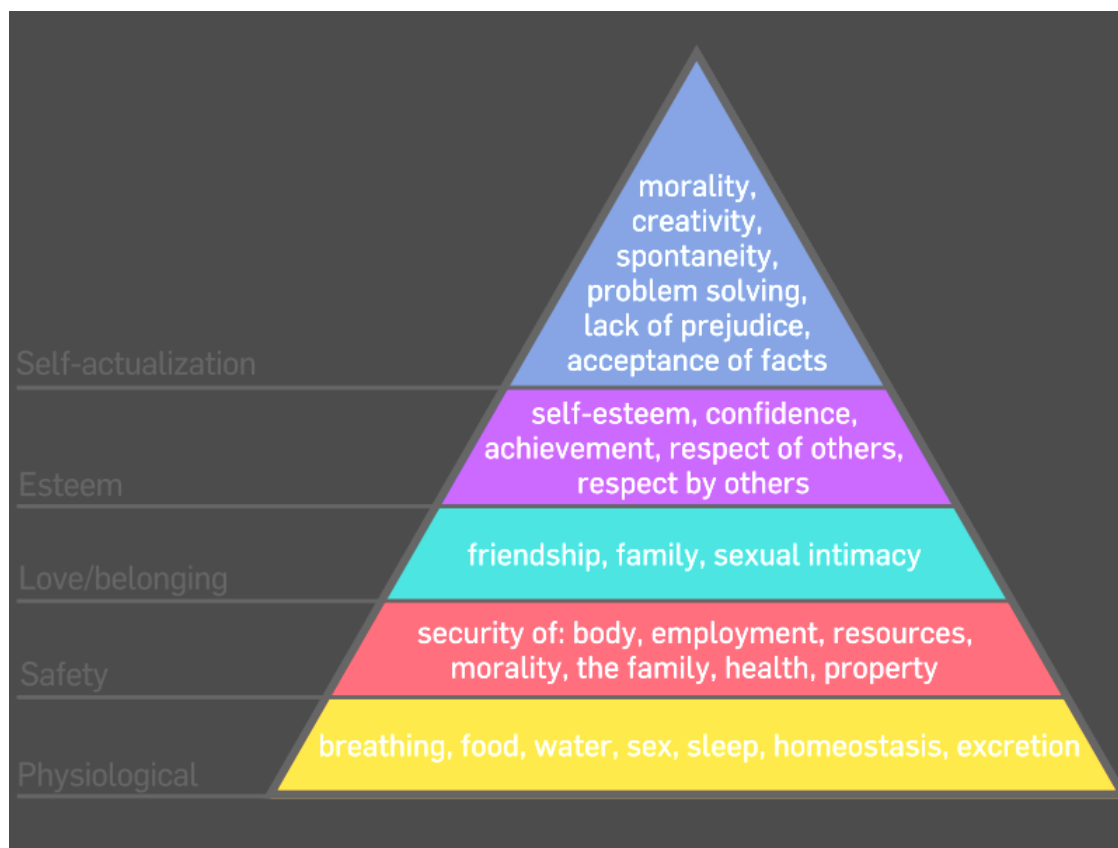 morality,
creativity,
spontaneity,
problem solving,
lack of prejudice,
acceptance of facts
Self-actualization
self-esteem, confidence,
achievement, respect of others,
respect by others
Esteem
friendship, family, sexual intimacy
Love/belonging
security of: body, employment, resources,
morality, the family, health, property
Safety
breathing, food, water, sex, sleep, homeostasis, excretion
Physiological